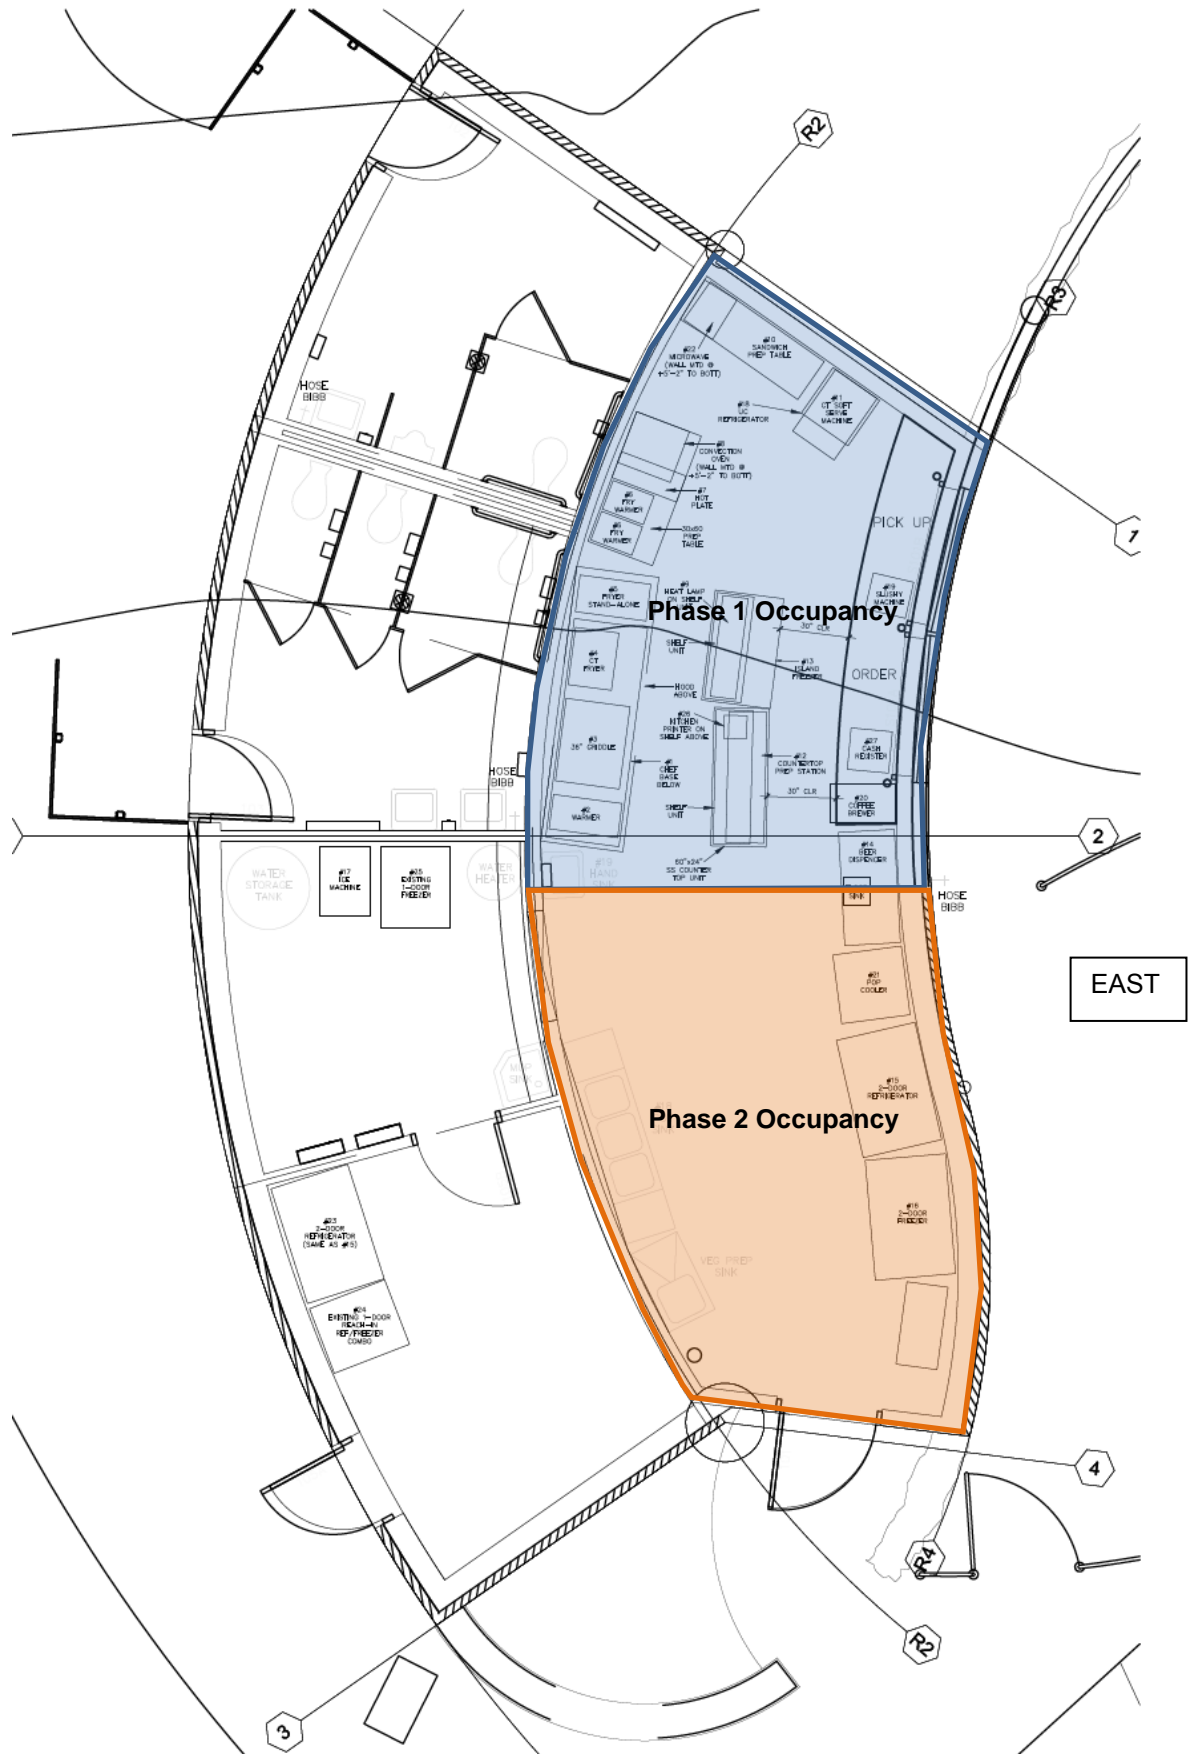 R2
R3
#22
MICROWAVE
(WALL MTD @
+5'-2" TO BOTT)
#10
SANDWICH
PREP TABLE
#11
CT SOFT
SERVE
MACHINE
#18
UC
REFRIGERATOR
HOSE
BIBB
#8
CONVECTION
OVEN
(WALL MTD @
+5'-2" TO BOTT)
#7
HOT
PLATE
#6
FRY
WARMER
#6
FRY
WARMER
30x60
PREP
TABLE
PICK UP
1
#5
FRYER
STAND-ALONE
#9
HEAT LAMP
ON SHELF
#19
SLUSHY
MACHINE
Phase 1 Occupancy
30" CLR
SHELF
UNIT
#13
ISLAND
FREEZER
#4
CT
FRYER
ORDER
HOOD
ABOVE
#26
KITCHEN
PRINTER ON
SHELF ABOVE
#3
36" GRIDDLE
#27
CASH
REGISTER
#12
COUNTERTOP
PREP STATION
CHEF
BASE
BELOW
HOSE
BIBB
30" CLR
#20
COFFEE
BREWER
#2
WARMER
SHELF
UNIT
2
#14
BEER
DISPENSER
60"x24"
SS COUNTER
TOP UNIT
#19
HAND
SINK
WATER
STORAGE
TANK
#17
ICE
MACHINE
#25
EXISTING
1-DOOR
FREEZER
WATER
HEATER
SINK
HOSE
BIBB
#21
POP
COOLER
EAST
MOP
SINK
#15
2-DOOR
REFRIGERATOR
Phase 2 Occupancy
#16
2-DOOR
FREEZER
#23
2-DOOR
REFRIGERATOR
(SAME AS #15)
VEG PREP
SINK
#24
EXISTING 1-DOOR
REACH-IN
REF/FREEZER
COMBO
4
R4
R2
3